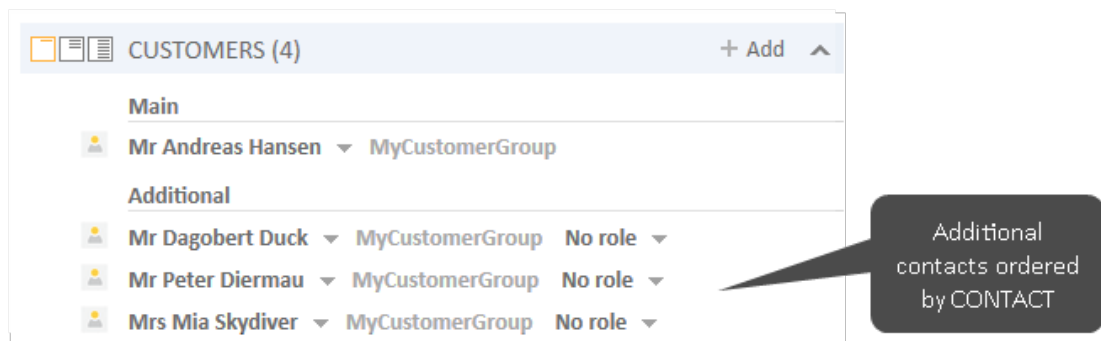 CUSTOMERS (4) + Add
Main
Mr Andreas Hansen MyCustomerGroup
Additional
Mr Dagobert Duck MyCustomerGroup No role
Mr Peter Diermau MyCustomerGroup No role
Mrs Mia Skydiver MyCustomerGroup No role
Additional
contacts ordered
by CONTACT